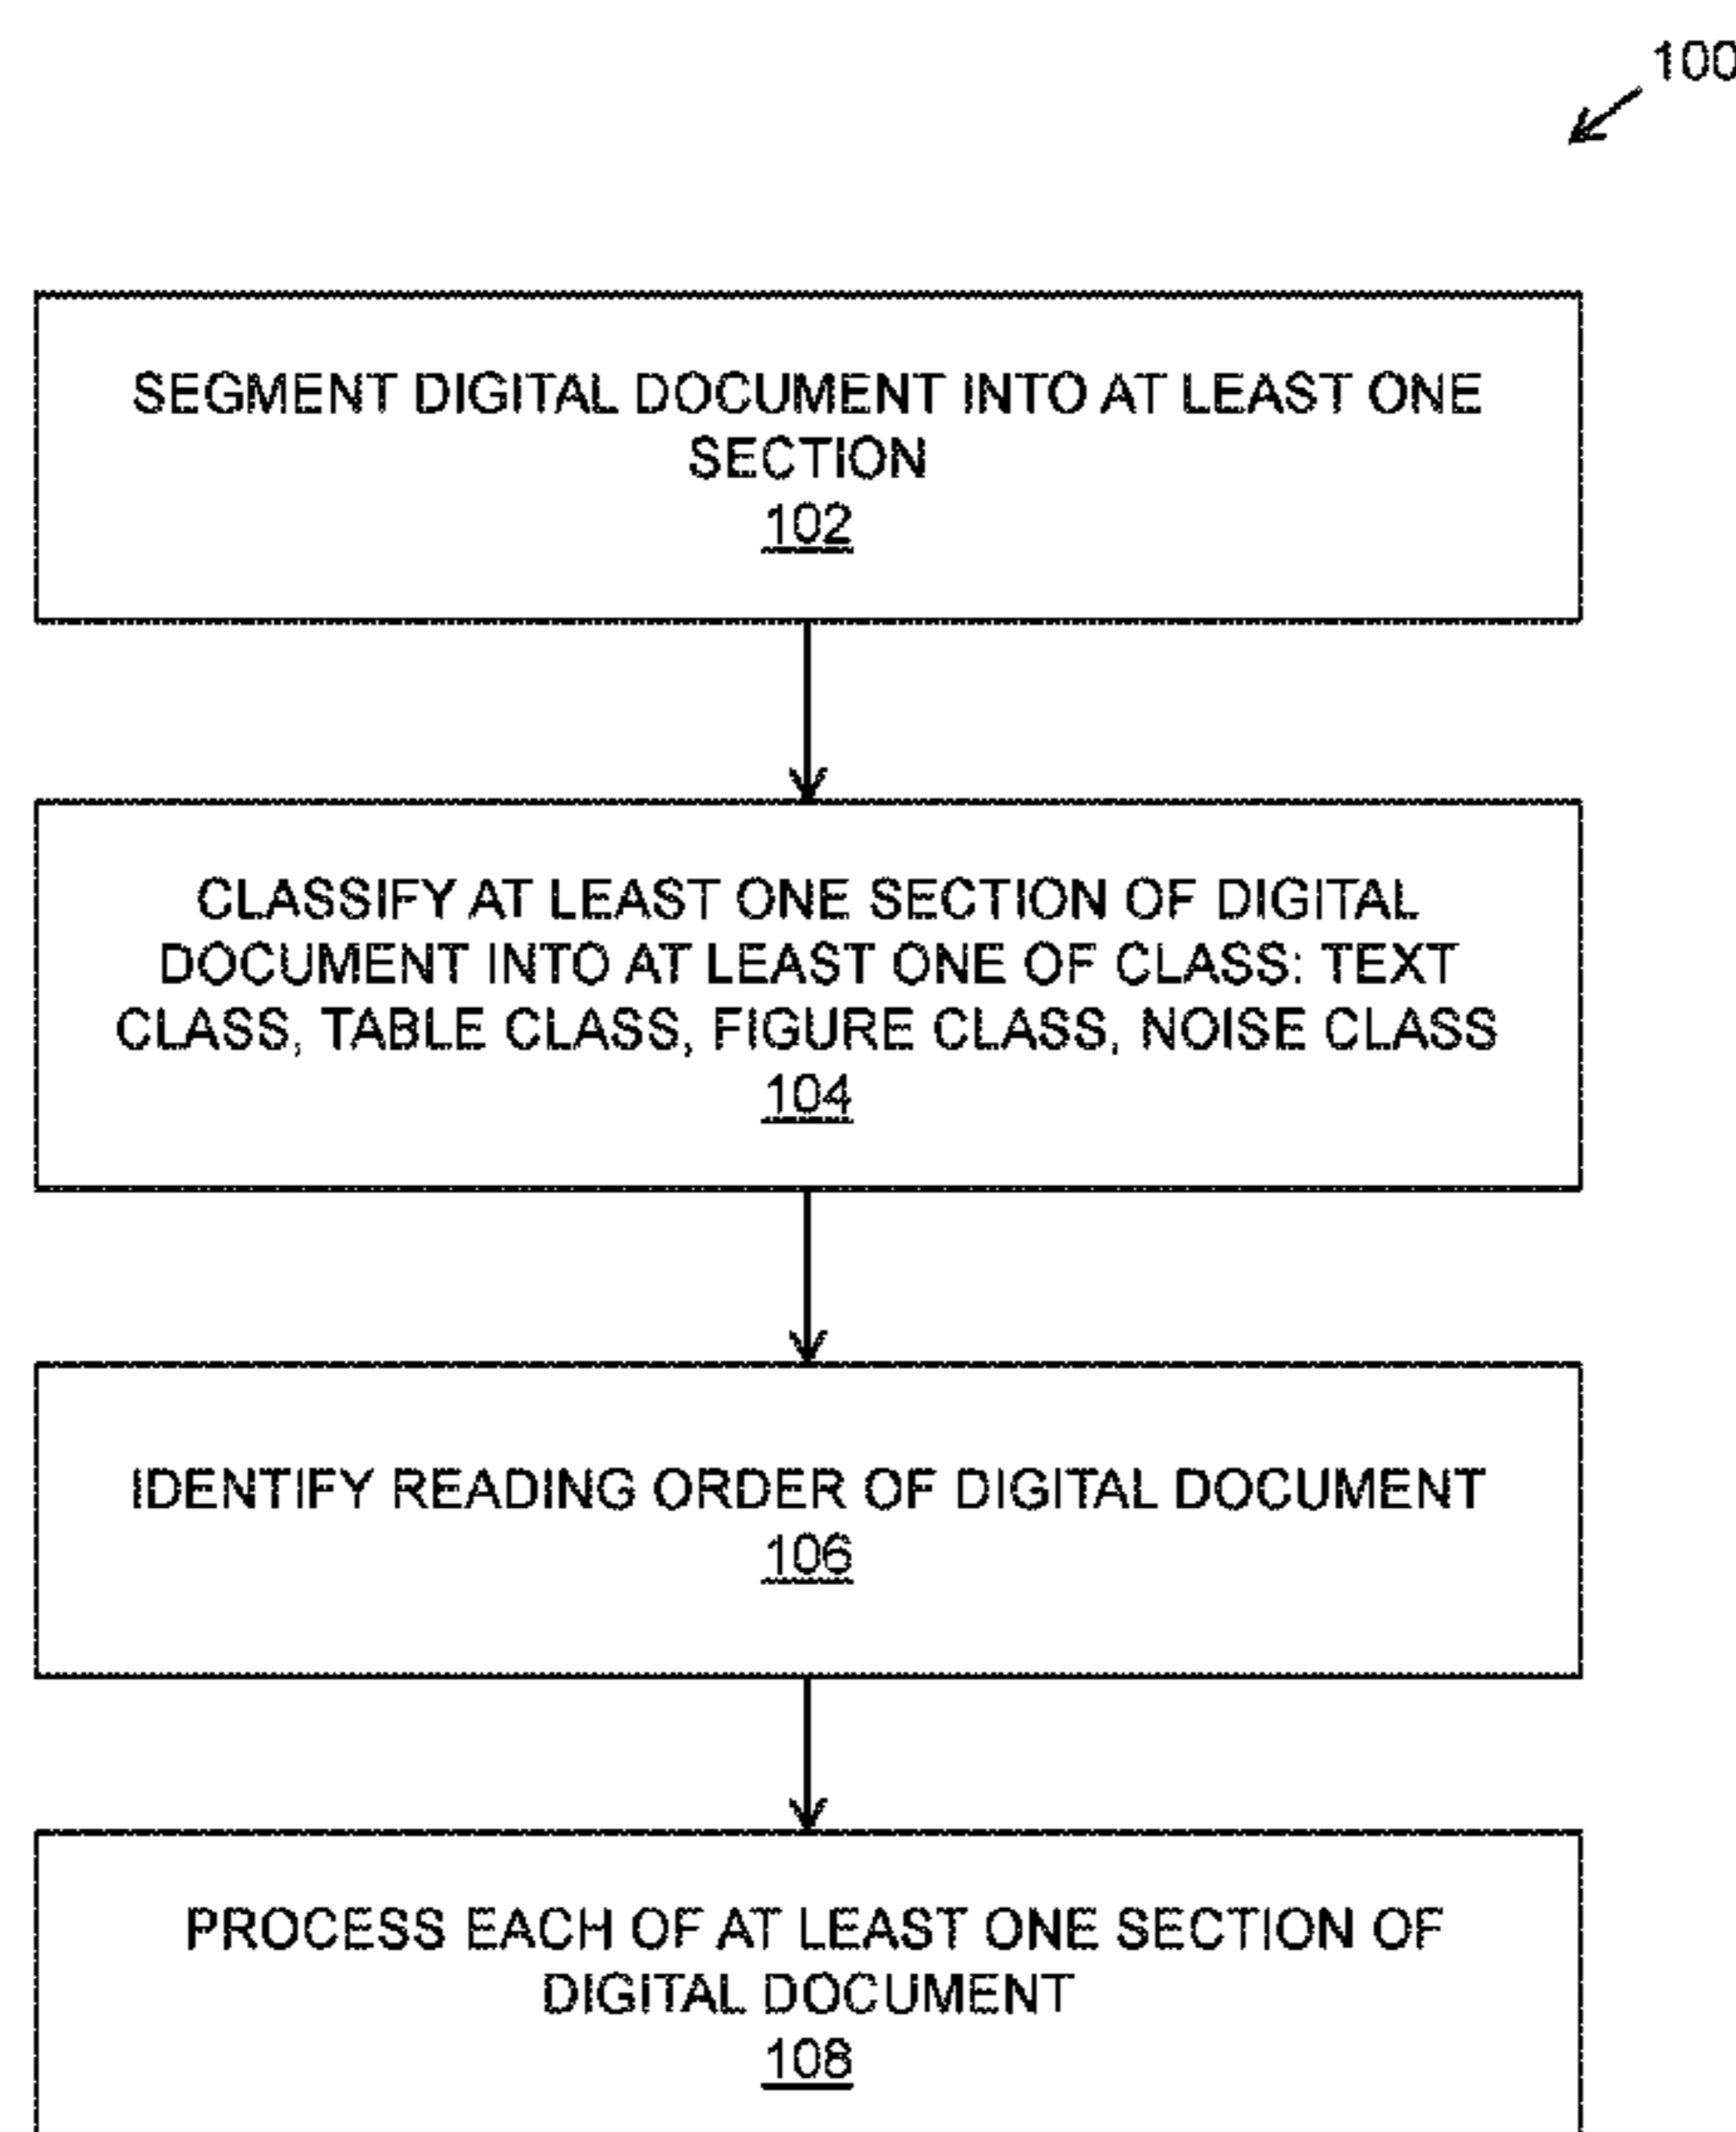 100
SEGMENT DIGITAL DOCUMENT INTO AT LEAST ONE
SECTION
102
CLASSIFY AT LEAST ONE SECTION OF DIGITAL
DOCUMENT INTO AT LEAST ONE OF CLASS: TEXT
CLASS, TABLE CLASS, FIGURE CLASS, NOISE CLASS
104
IDENTIFY READING ORDER OF DIGITAL DOCUMENT
106
PROCESS EACH OF AT LEAST ONE SECTION OF
DIGITAL DOCUMENT
108